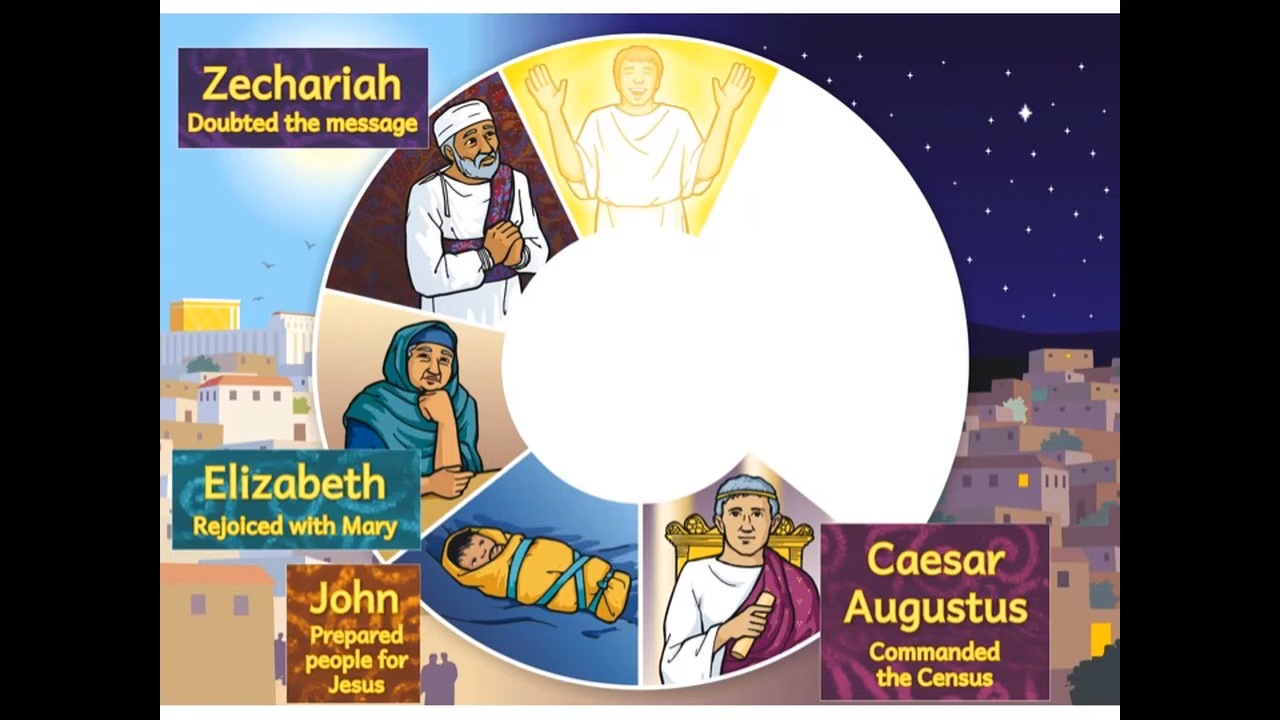 Zechariah
Doubted the message
Elizabeth
Rejoiced with Mary
John
Prepared
people for
Jesus
Caesar
Augustus
Commanded
the Census